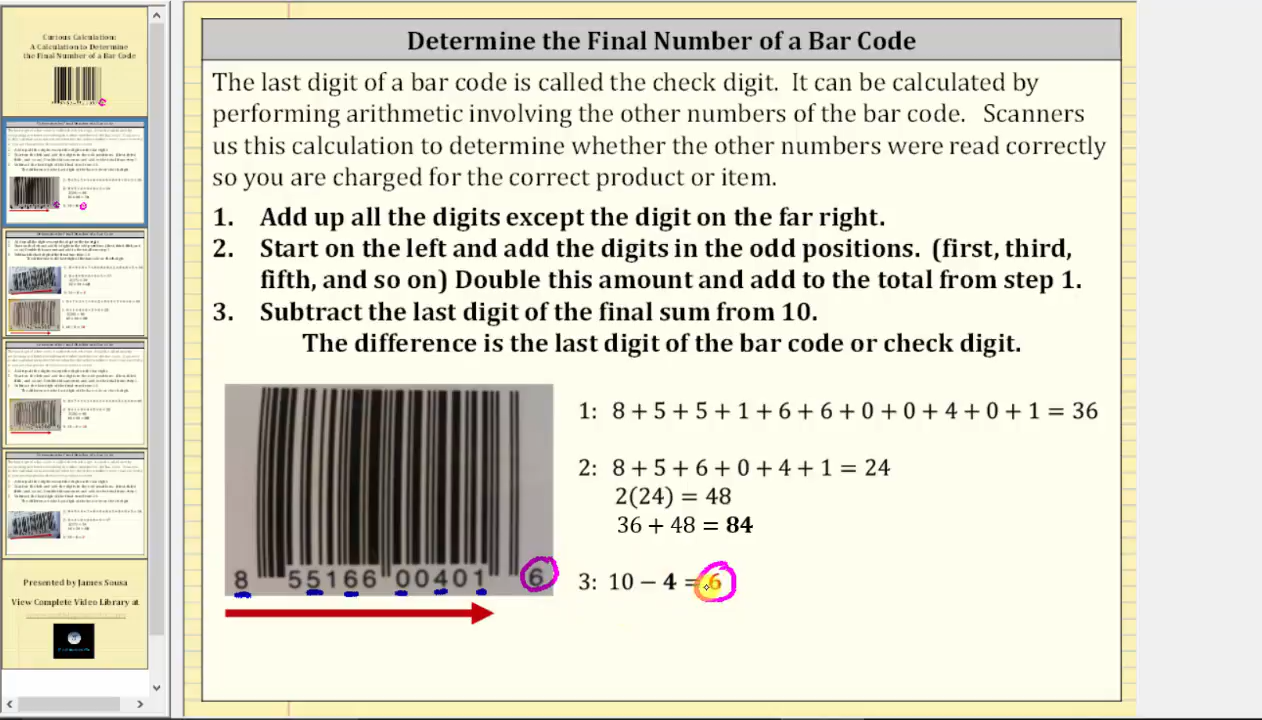 Curious Calculation:
A Calculation to Determine
the Final Number of a Bar Code
Presented by James Sousa
View Complete Video Library at
Determine the Final Number of a Bar Code
The last digit of a bar code is called the check digit. It can be calculated by
performing arithmetic involving the other numbers of the bar code. Scanners
us this calculation to determine whether the other numbers were read correctly
so you are charged for the correct product or item.
1. Add up all the digits except the digit on the far right.
2. Start on the left and add the digits in the odd positions. (first, third,
fifth, and so on) Double this amount and add to the total from step 1.
3. Subtract the last digit of the final sum from 10.
The difference is the last digit of the bar code or check digit.
8 55166 00401 6
1: 8 + 5 + 5 + 1 + 6 + 6 + 0 + 0 + 4 + 0 + 1 = 36
2: 8 + 5 + 6 + 0 + 4 + 1 = 24
2(24) = 48
36 + 48 = 84
3: 10 − 4 = 6